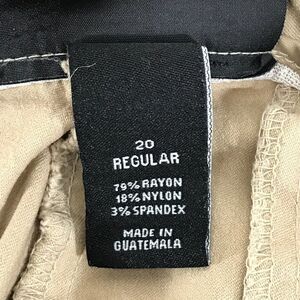 20
REGULAR
79% RAYON
18% NYLON
3% SPANDEX
MADE IN
GUATEMALA